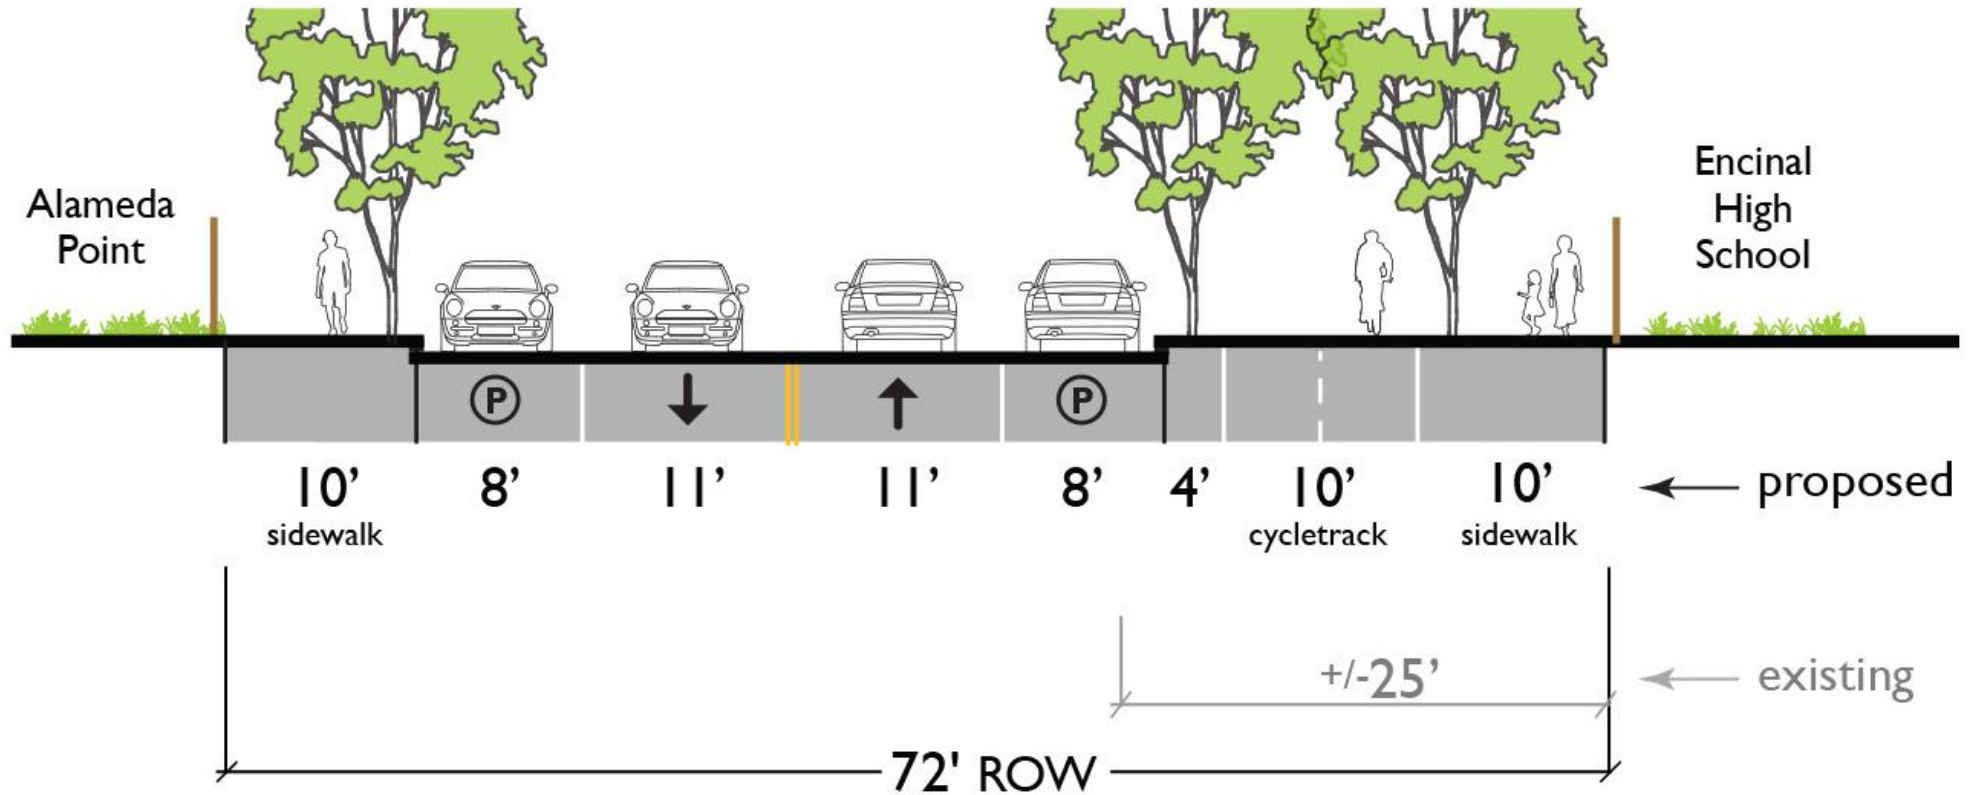 Alameda
Point
Encinal
High
School
P
P
10’ 8’ 11’ 11’ 8’ 4’ 10’ 10’ proposed
sidewalk cycletrack sidewalk
+/-25’ existing
72' ROW